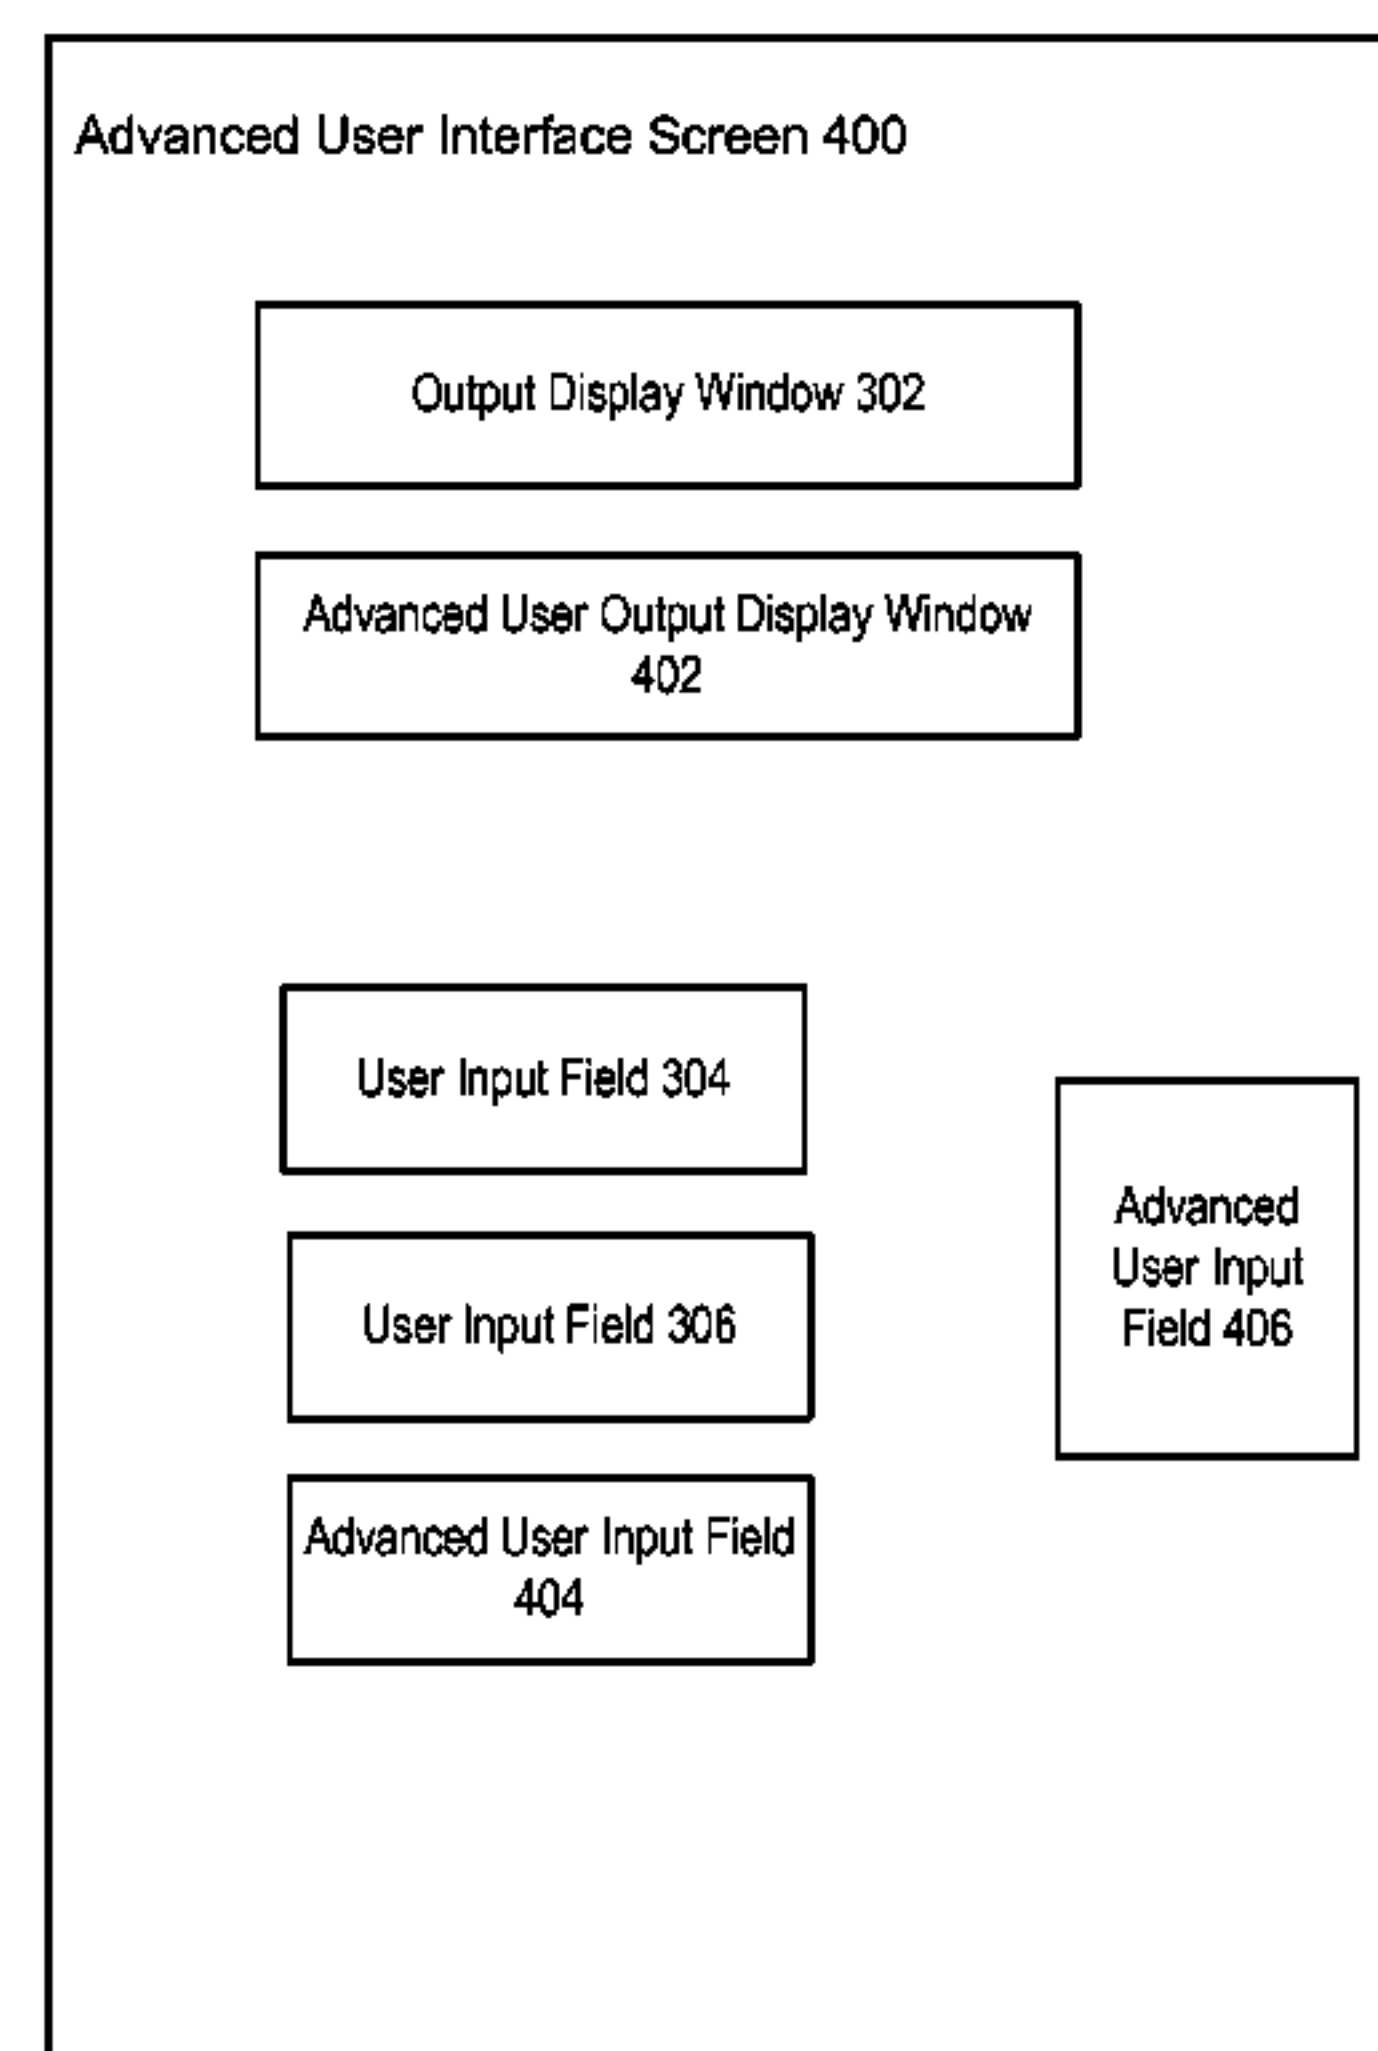 Advanced User Interface Screen 400
Output Display Window 302
Advanced User Output Display Window
402
User Input Field 304
User Input Field 306
Advanced User Input Field
404
Advanced
User Input
Field 406